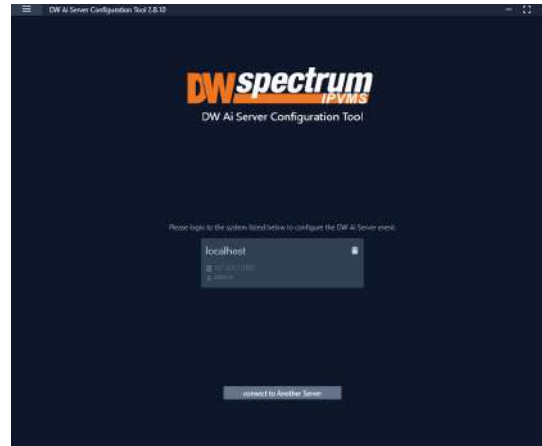 DW Ai Server Configuration Tool 2.8.10
DW spectrum
IPVMS
DW Ai Server Configuration Tool
Please login to the system listed below to configure the DW Ai Server event.
localhost
connect to Another Server